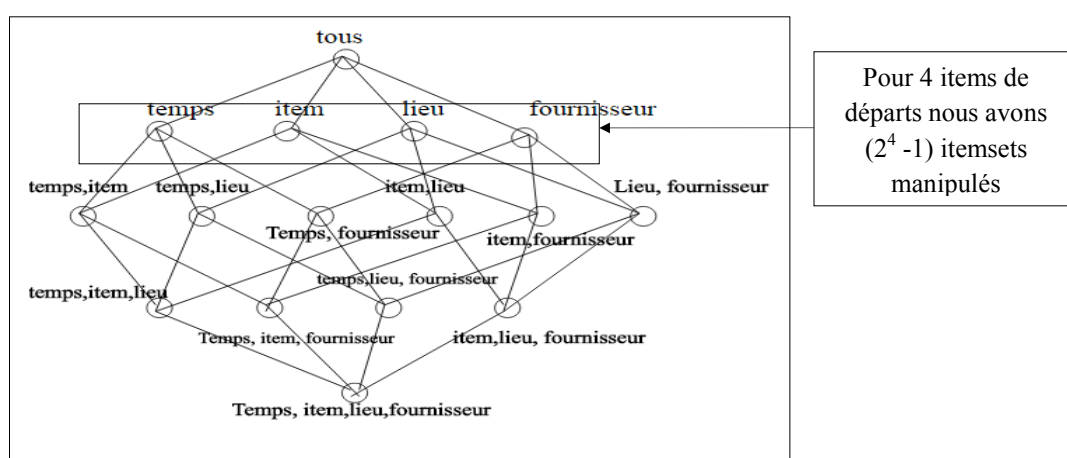 tous
temps item lieu fournisseur
temps,item temps,lieu item,lieu Lieu, fournisseur
Temps, fournisseur item,fournisseur
temps,lieu, fournisseur
temps,item,lieu
Temps, item, fournisseur item,lieu, fournisseur
Temps, item,lieu,fournisseur
Pour 4 items de
départs nous avons
(2⁴ -1) itemsets
manipulés